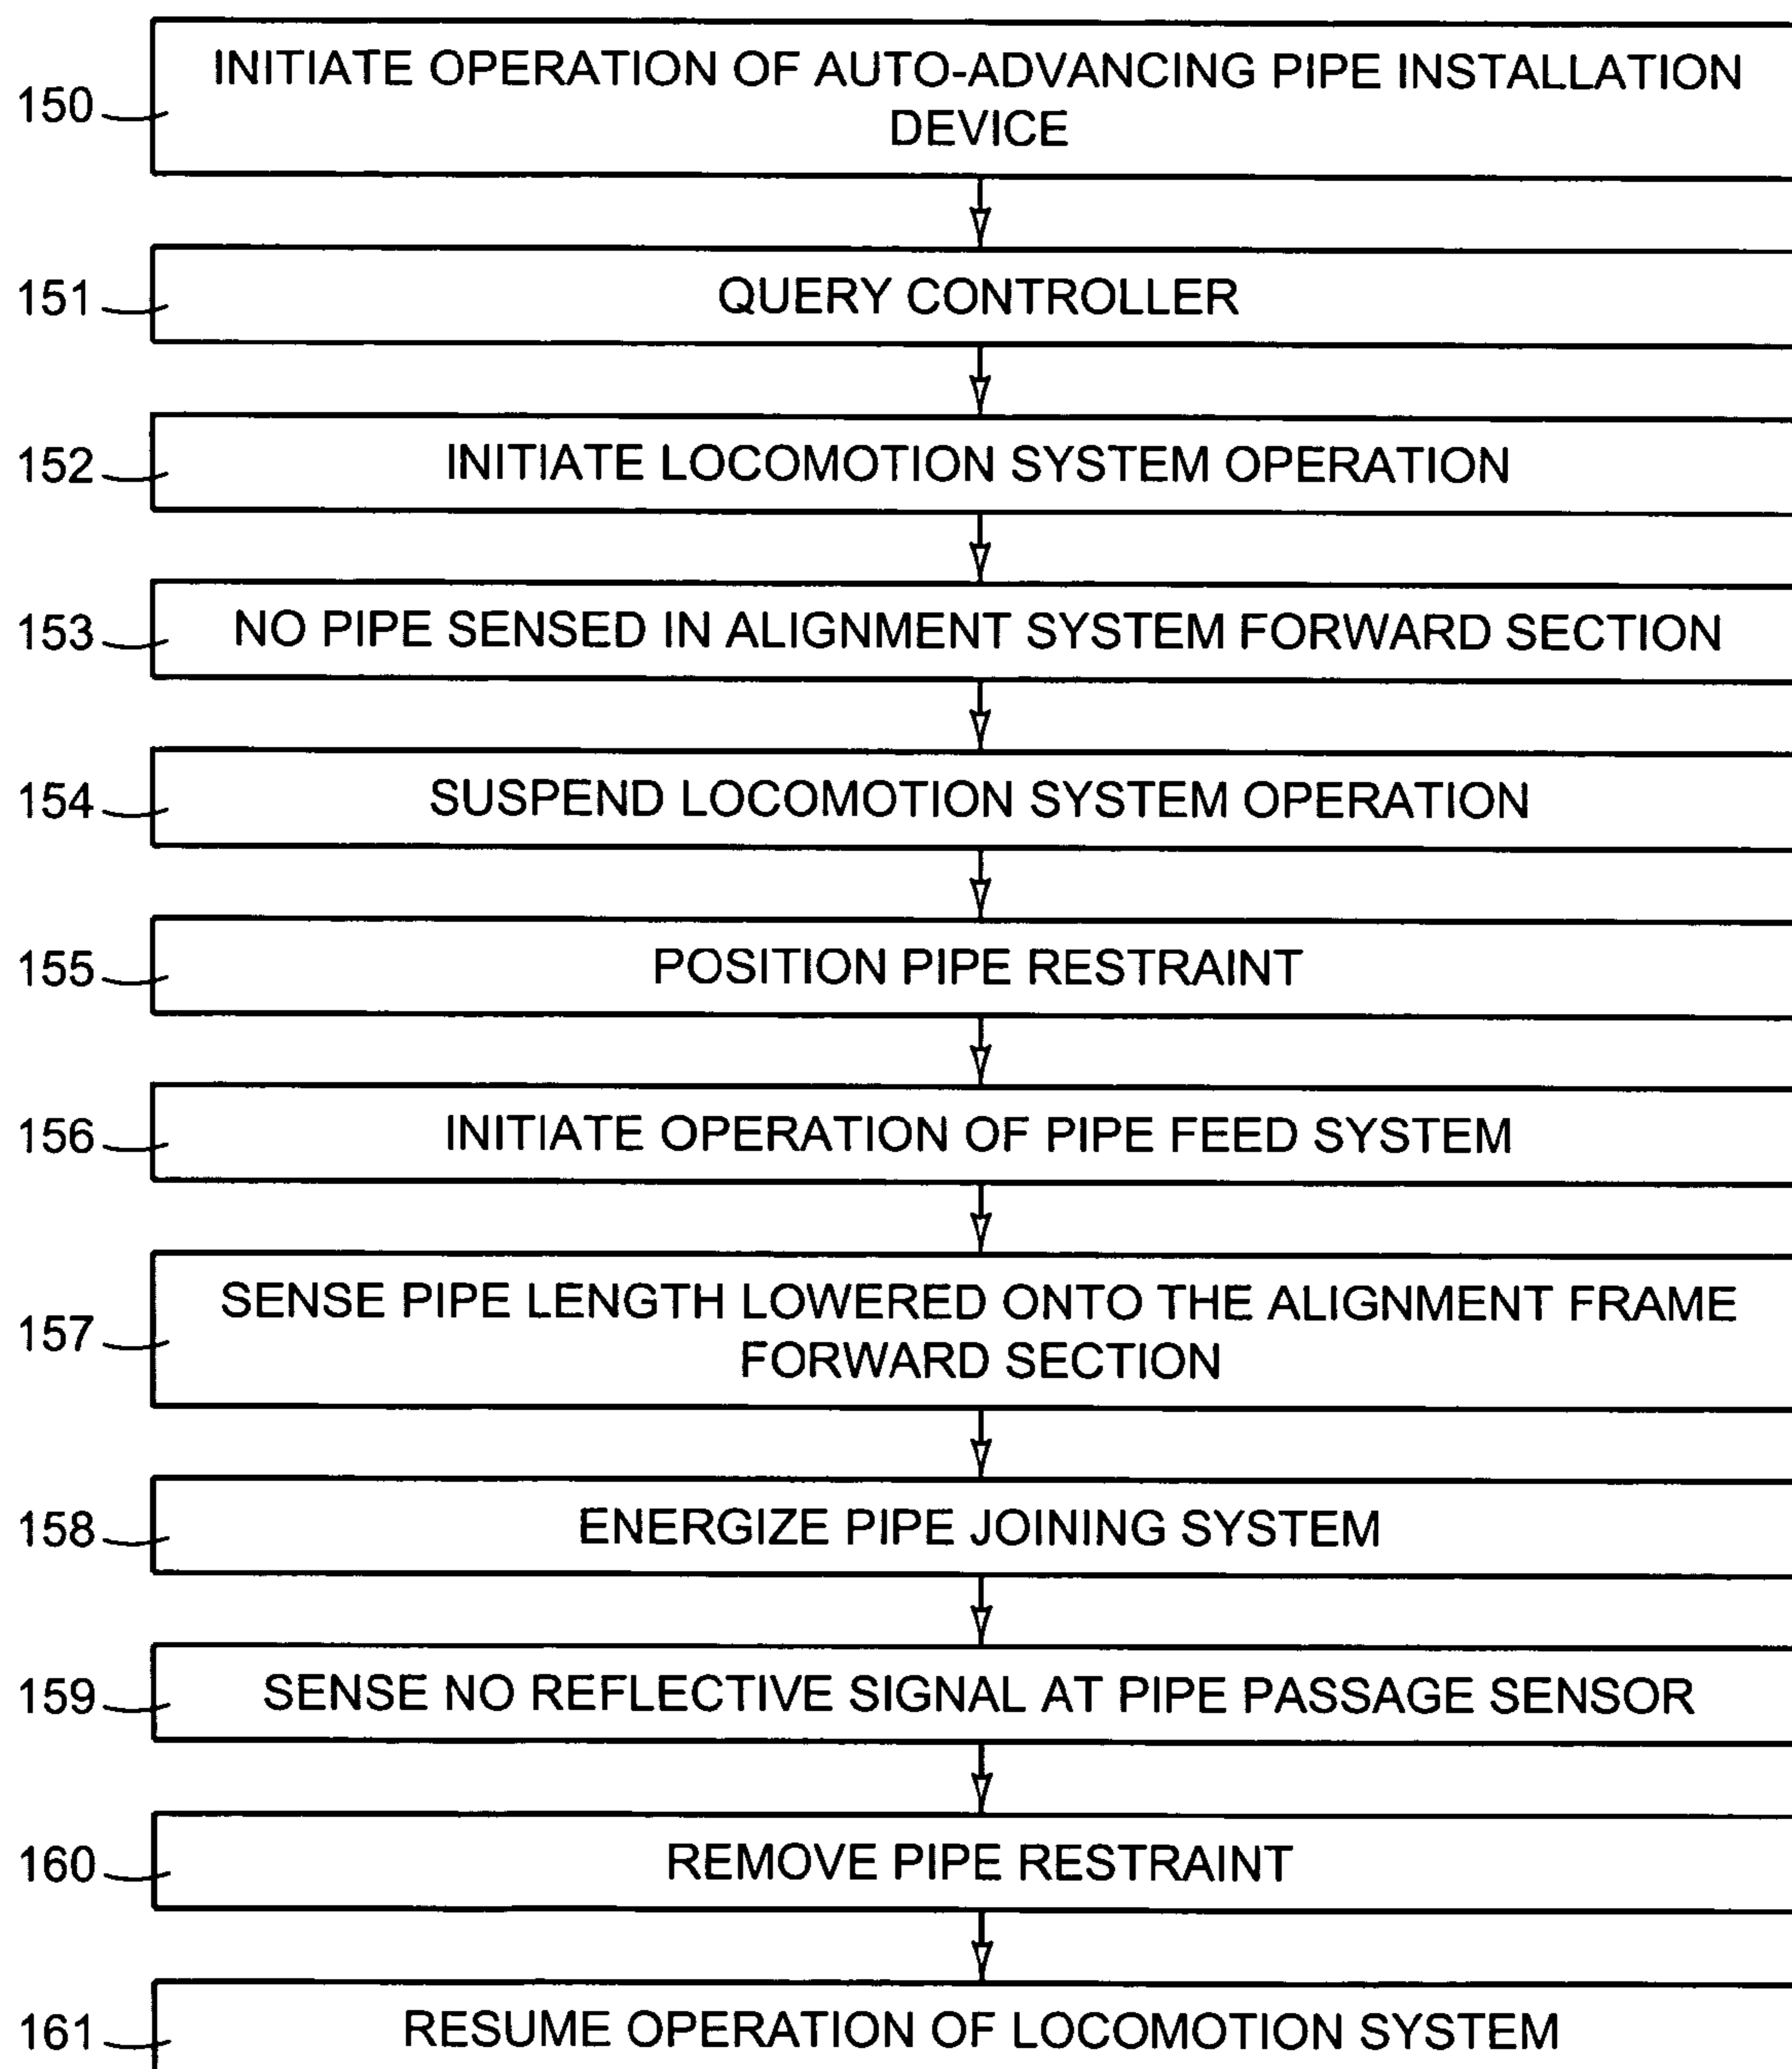 150 INITIATE OPERATION OF AUTO-ADVANCING PIPE INSTALLATION
DEVICE
151 QUERY CONTROLLER
152 INITIATE LOCOMOTION SYSTEM OPERATION
153 NO PIPE SENSED IN ALIGNMENT SYSTEM FORWARD SECTION
154 SUSPEND LOCOMOTION SYSTEM OPERATION
155 POSITION PIPE RESTRAINT
156 INITIATE OPERATION OF PIPE FEED SYSTEM
157 SENSE PIPE LENGTH LOWERED ONTO THE ALIGNMENT FRAME
FORWARD SECTION
158 ENERGIZE PIPE JOINING SYSTEM
159 SENSE NO REFLECTIVE SIGNAL AT PIPE PASSAGE SENSOR
160 REMOVE PIPE RESTRAINT
161 RESUME OPERATION OF LOCOMOTION SYSTEM